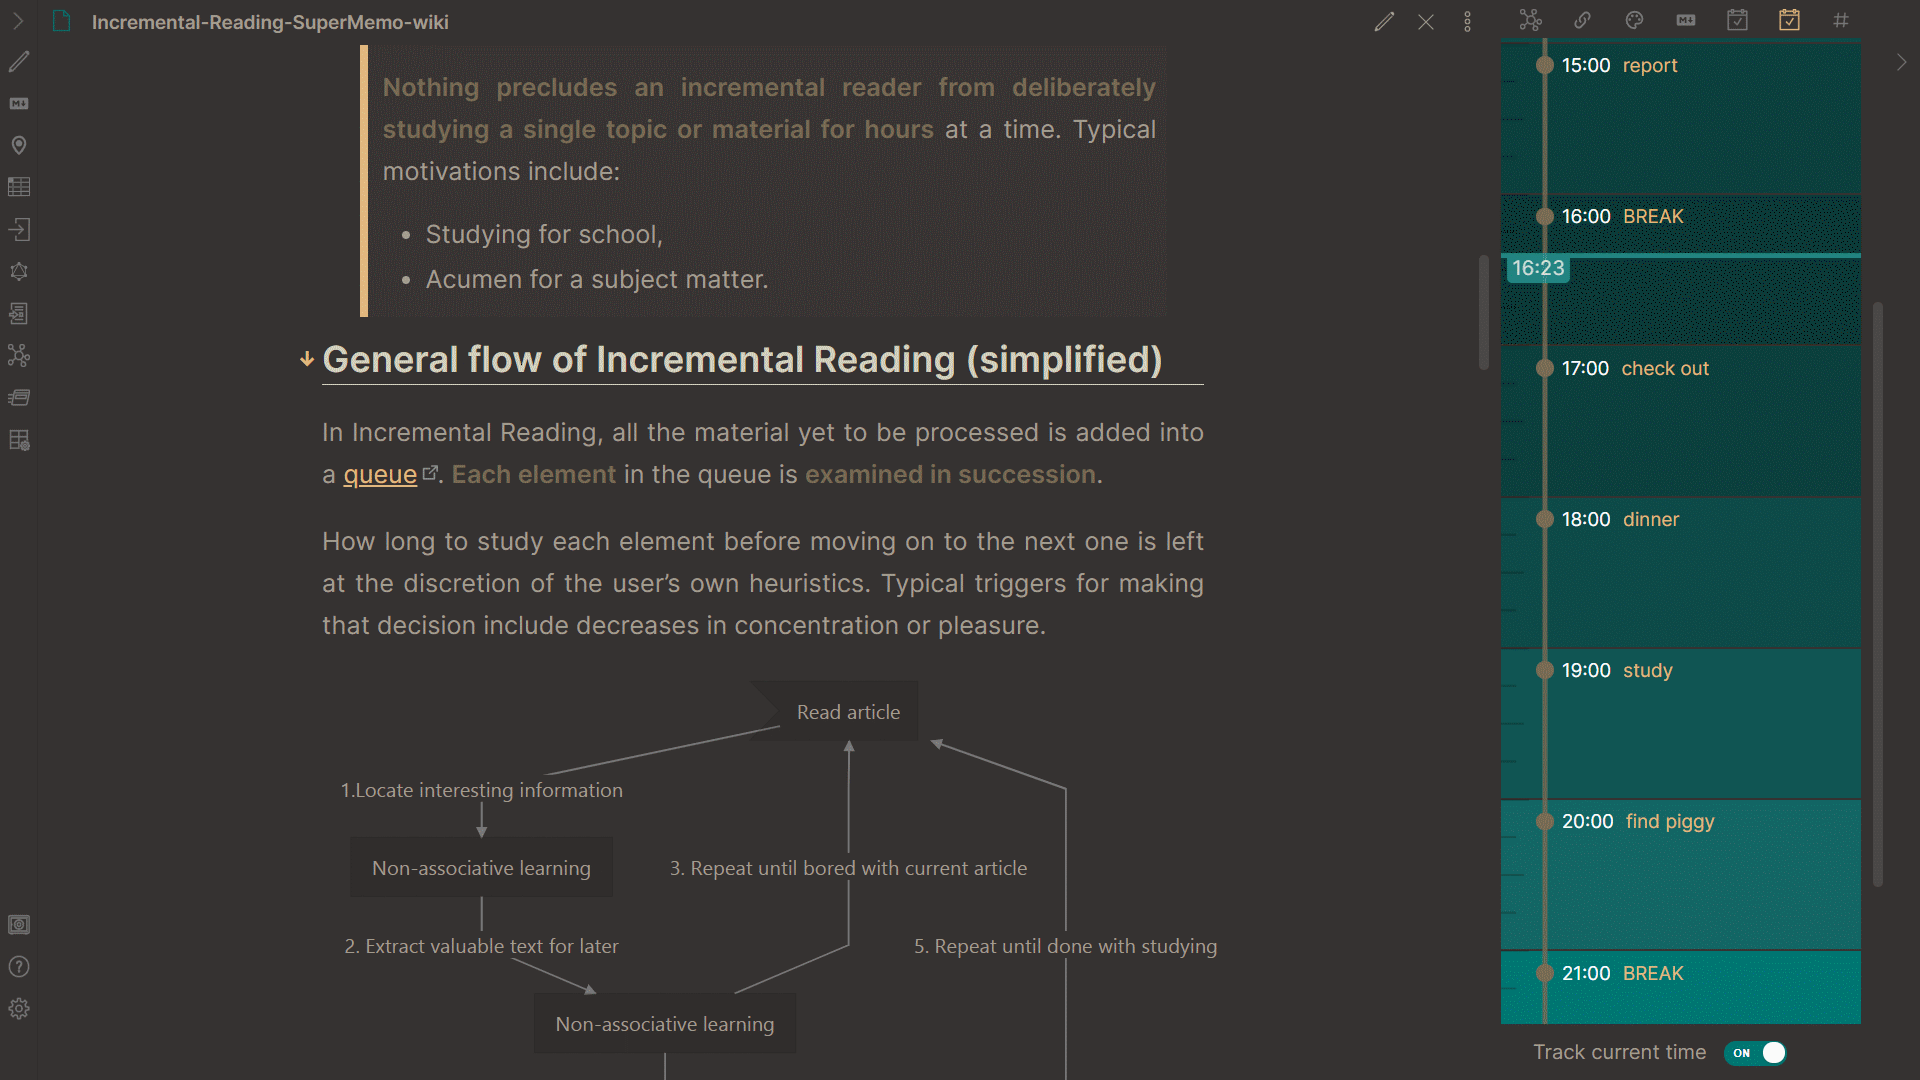 Incremental-Reading-SuperMemo-wiki
Nothing precludes an incremental reader from deliberately
studying a single topic or material for hours at a time. Typical
motivations include:
• Studying for school,
• Acumen for a subject matter.
General flow of Incremental Reading (simplified)
In Incremental Reading, all the material yet to be processed is added into
a queue. Each element in the queue is examined in succession.
How long to study each element before moving on to the next one is left
at the discretion of the user’s own heuristics. Typical triggers for making
that decision include decreases in concentration or pleasure.
Read article
1.Locate interesting information
Non-associative learning
3. Repeat until bored with current article
2. Extract valuable text for later
5. Repeat until done with studying
Non-associative learning
M↓
M↓
#
15:00 report
16:00 BREAK
16:23
17:00 check out
18:00 dinner
19:00 study
20:00 find piggy
21:00 BREAK
Track current time ON